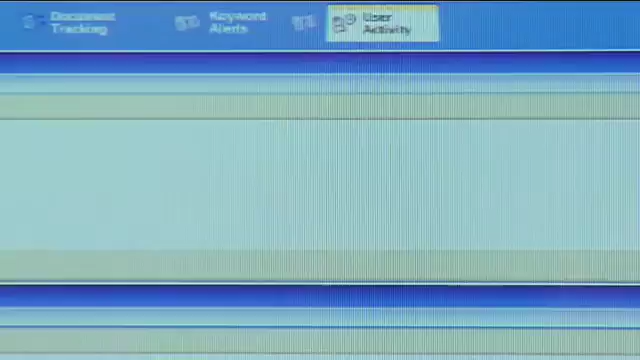 Document
Tracking
Keyword
Alerts
User
Activity